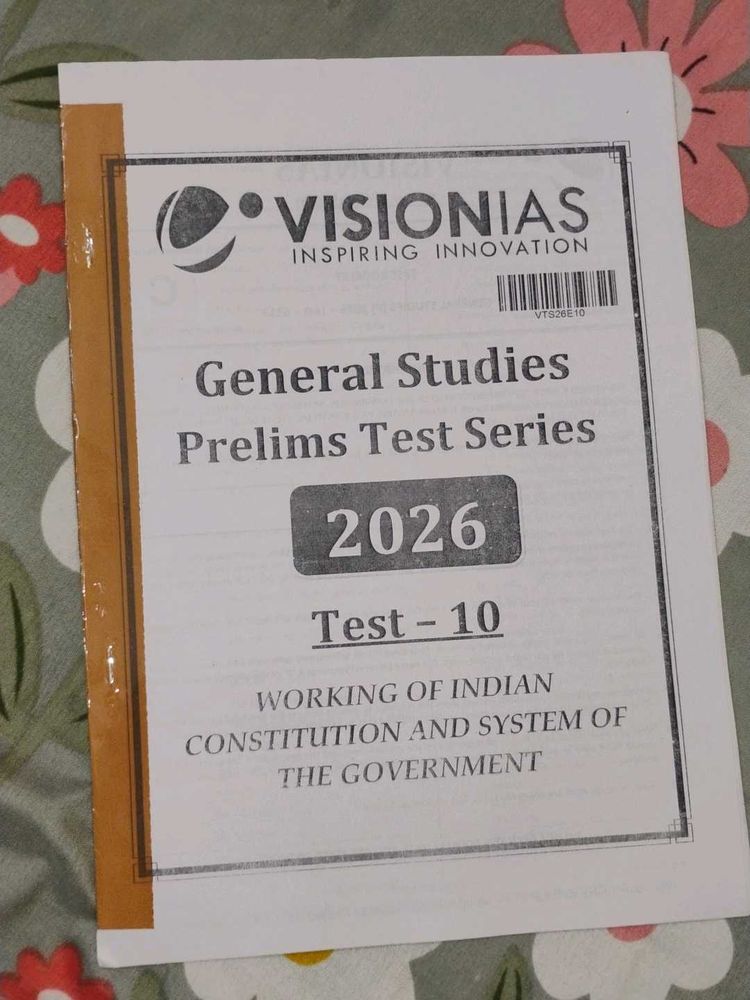 VISIONIAS
INSPIRING INNOVATION
VTS26E10
General Studies
Prelims Test Series
2026
Test – 10
WORKING OF INDIAN
CONSTITUTION AND SYSTEM OF
THE GOVERNMENT